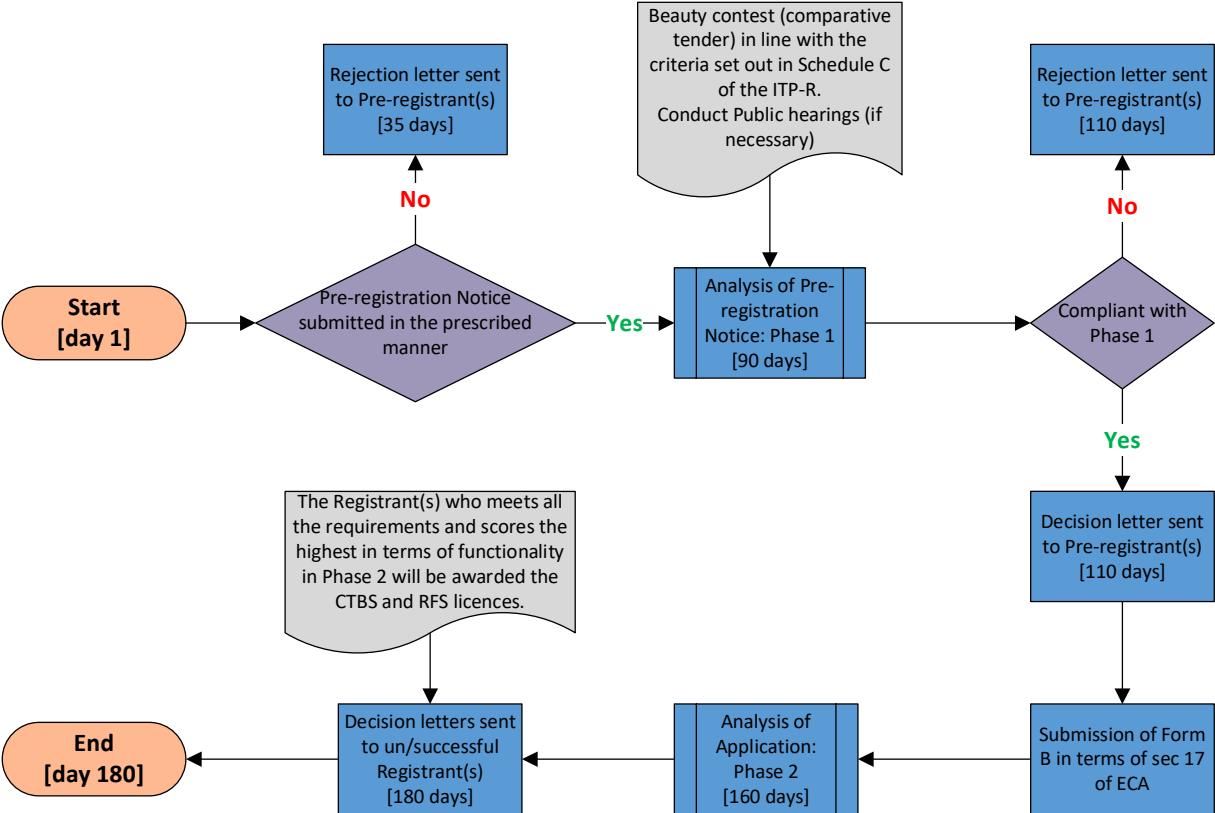 Start
[day 1]
Pre-registration Notice
submitted in the prescribed
manner
No
Rejection letter sent
to Pre-registrant(s)
[35 days]
Yes
Beauty contest (comparative
tender) in line with the
criteria set out in Schedule C
of the ITP-R.
Conduct Public hearings (if
necessary)
Analysis of Pre-
registration
Notice: Phase 1
[90 days]
Compliant with
Phase 1
No
Rejection letter sent
to Pre-registrant(s)
[110 days]
Yes
Decision letter sent
to Pre-registrant(s)
[110 days]
Submission of Form
B in terms of sec 17
of ECA
Analysis of
Application:
Phase 2
[160 days]
The Registrant(s) who meets all
the requirements and scores the
highest in terms of functionality
in Phase 2 will be awarded the
CTBS and RFS licences.
Decision letters sent
to un/successful
Registrant(s)
[180 days]
End
[day 180]